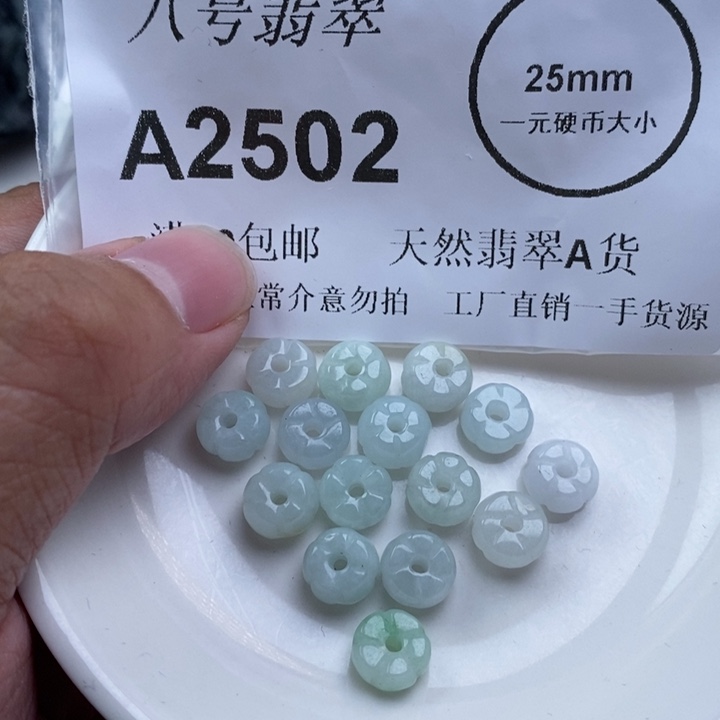 八号翡翠
25mm
一元硬币大小
A2502
包邮 天然翡翠A货
常介意勿拍 工厂直销一手货源